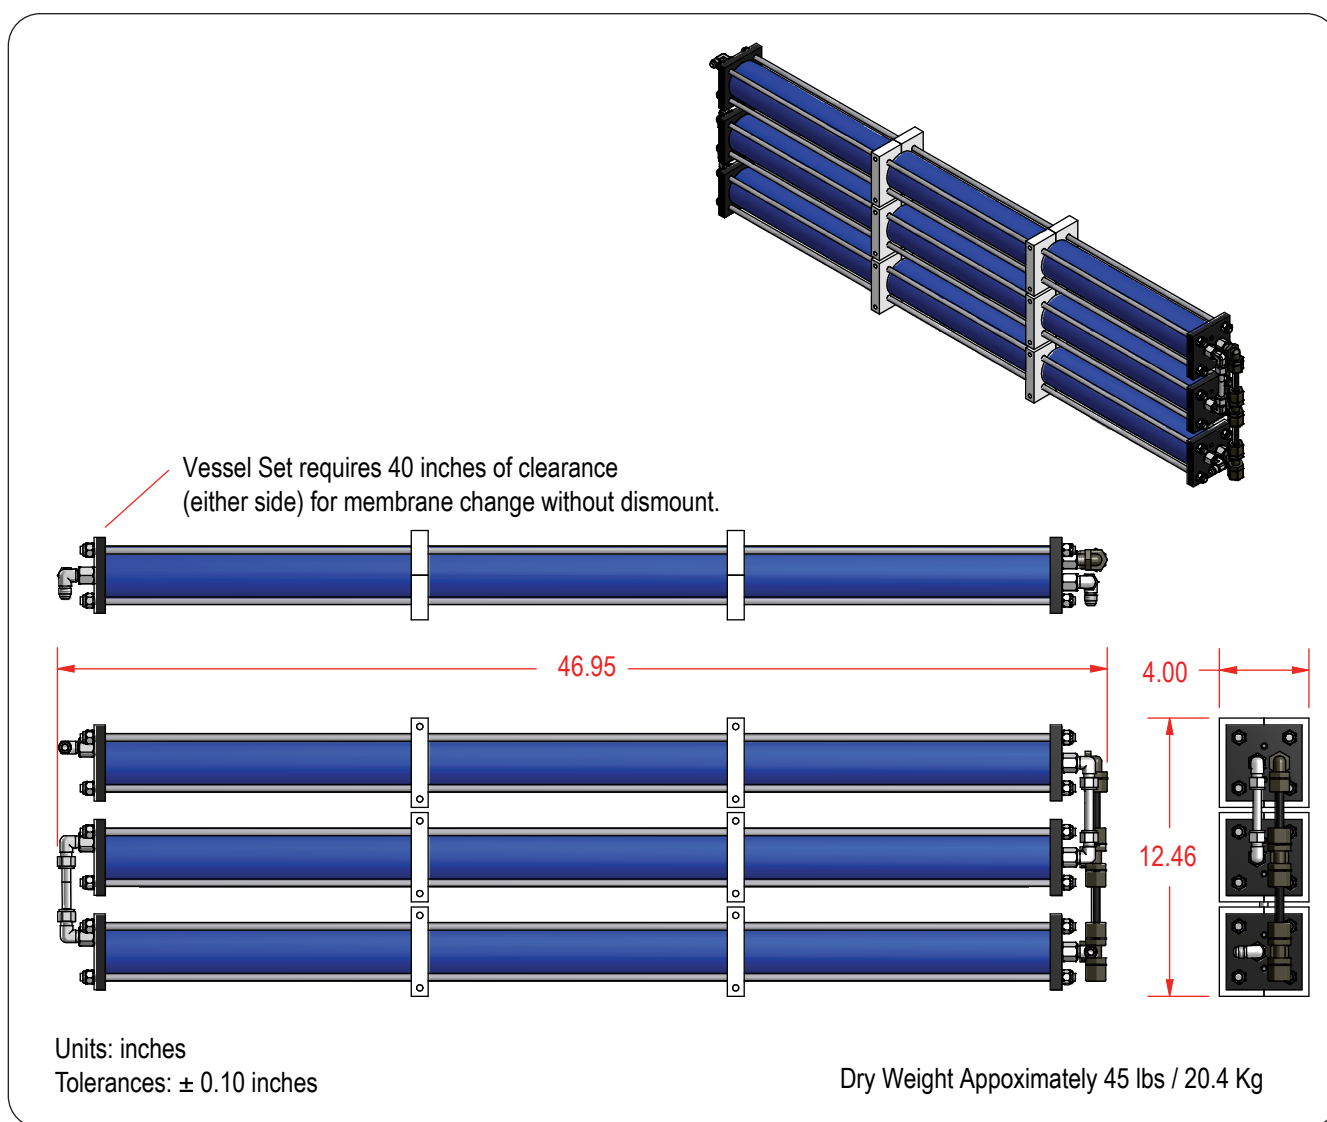 Vessel Set requires 40 inches of clearance
(either side) for membrane change without dismount.
46.95
4.00
12.46
Units: inches
Tolerances: ± 0.10 inches
Dry Weight Appoximately 45 lbs / 20.4 Kg